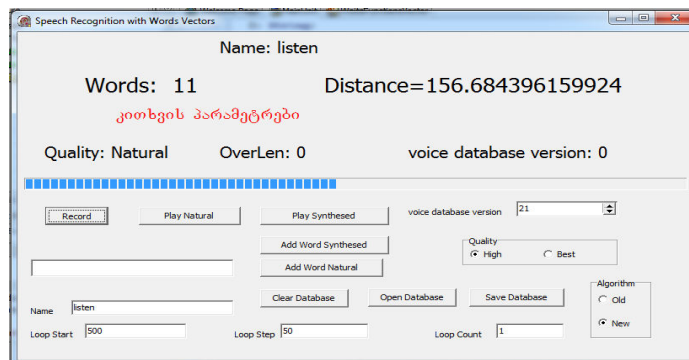 Speech Recognition with Words Vectors
Name: listen
Words: 11 Distance=156.684396159924
კითხვის პარამეტრები
Quality: Natural OverLen: 0 voice database version: 0
Record Play Natural Play Synthesed voice database version 21
Add Word Synthesed Quality
High Best
Add Word Natural
Clear Database Open Database Save Database Algorithm
Old
Name listen
New
Loop Start 500 Loop Step 50 Loop Count 1